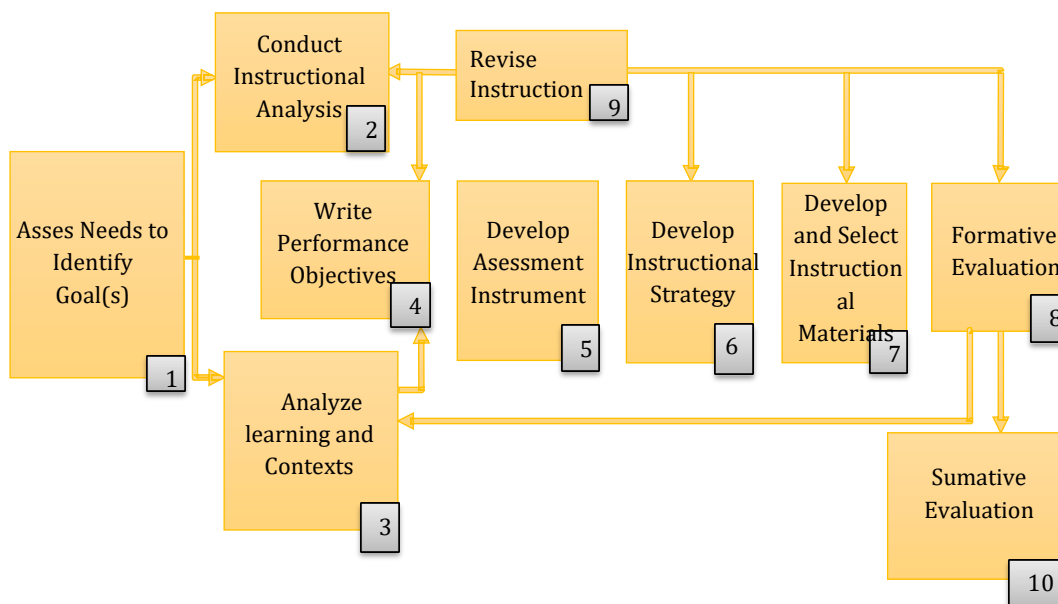 Asses Needs to
Identify
Goal(s)
1
Conduct
Instructional
Analysis
2
Analyze
learning and
Contexts
3
Write
Performance
Objectives
4
Develop
Asessment
Instrument
5
Develop
Instructional
Strategy
6
Develop
and Select
Instruction
al
Materials
7
Formative
Evaluation
8
Revise
Instruction
9
Sumative
Evaluation
10